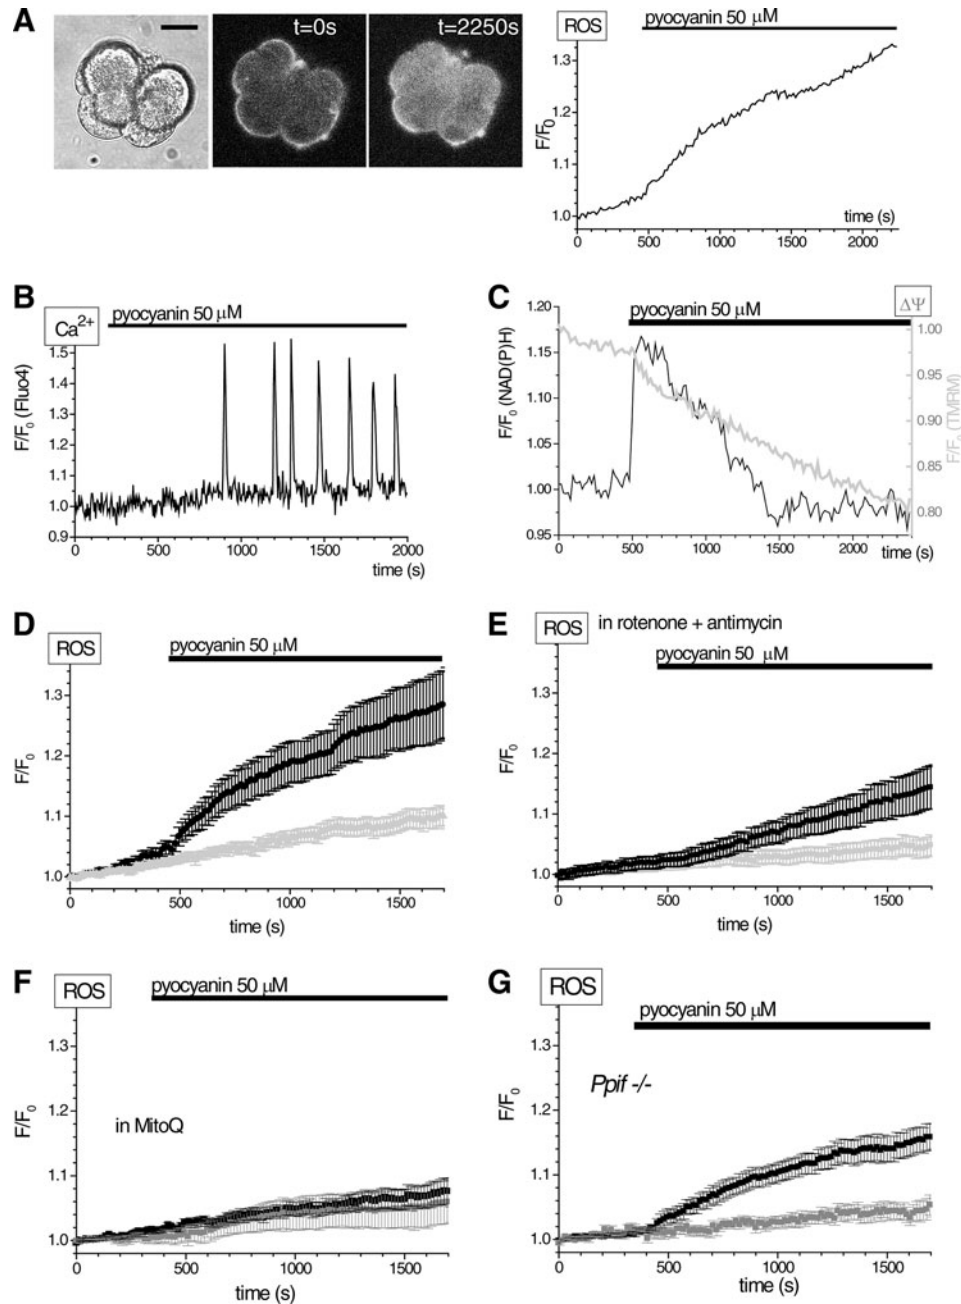 A
t=0s
t=2250s
ROS
pyocyanin 50 μM
F/F0
1.3
1.2
1.1
1.0
time (s)
0 500 1000 1500 2000
B
Ca2+
pyocyanin 50 μM
F/F0 (Fluo4)
1.5
1.4
1.3
1.2
1.1
1.0
0.9
0 500 1000 1500 2000
time (s)
C
pyocyanin 50 μM
ΔΨ
F/F0 (NAD(P)H)
1.20
1.15
1.10
1.05
1.00
0.95
1.00
0.95
0.90
0.85
0.80
F/F0 (TMRM)
0 500 1000 1500 2000
time (s)
D
ROS
pyocyanin 50 μM
F/F0
1.3
1.2
1.1
1.0
0 500 1000 1500
time (s)
E
ROS
in rotenone + antimycin
pyocyanin 50 μM
F/F0
1.3
1.2
1.1
1.0
0 500 1000 1500
time (s)
F
ROS
pyocyanin 50 μM
F/F0
1.3
1.2
1.1
1.0
in MitoQ
0 500 1000 1500
time (s)
G
ROS
pyocyanin 50 μM
F/F0
1.3
1.2
1.1
1.0
Ppif -/-
0 500 1000 1500
time (s)